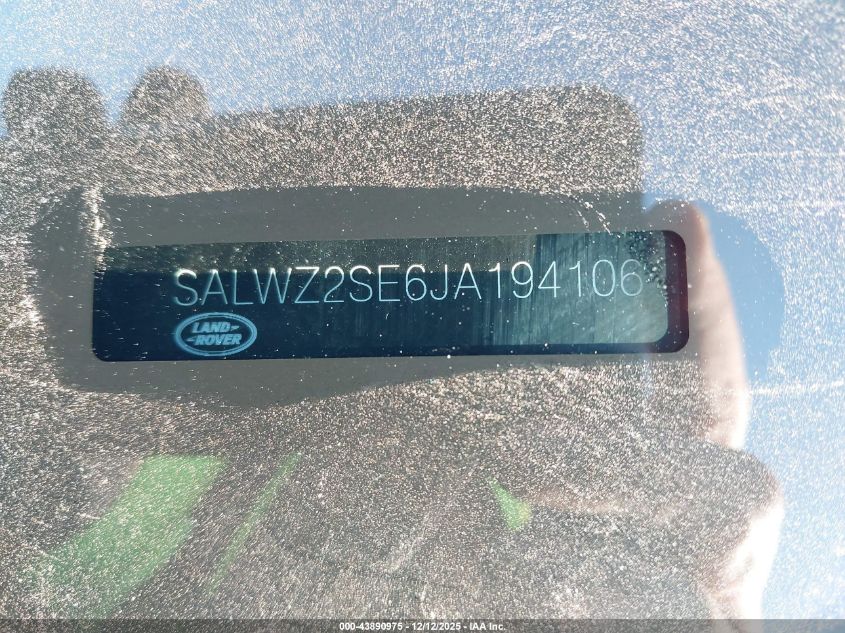 SALWZ2SE6JA194106
LAND-
-ROVER
000-43890975 - 12/12/2025 - IAA Inc.